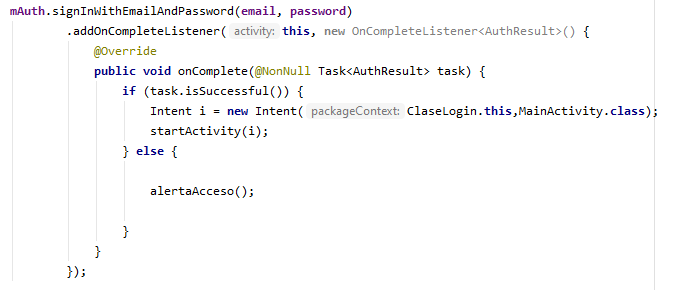 mAuth.signInWithEmailAndPassword(email, password)
.addOnCompleteListener( activity: this, new OnCompleteListener<AuthResult>() {
@Override
public void onComplete(@NonNull Task<AuthResult> task) {
if (task.isSuccessful()) {
Intent i = new Intent( packageContext: ClaseLogin.this,MainActivity.class);
startActivity(i);
} else {
alertaAcceso();
}
}
});